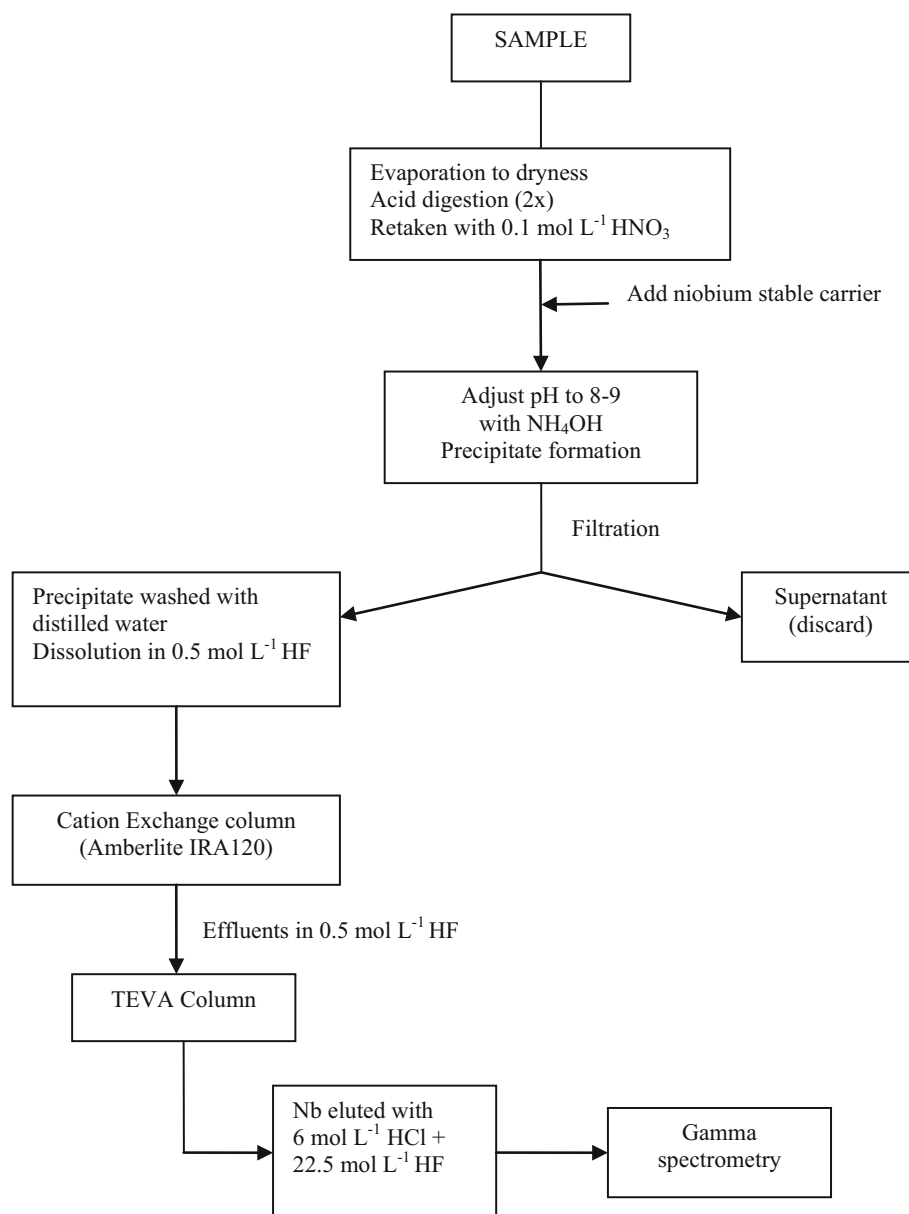 SAMPLE
Evaporation to dryness
Acid digestion (2x)
Retaken with 0.1 mol L⁻¹ HNO₃
Add niobium stable carrier
Adjust pH to 8-9
with NH₄OH
Precipitate formation
Filtration
Precipitate washed with
distilled water
Dissolution in 0.5 mol L⁻¹ HF
Supernatant
(discard)
Cation Exchange column
(Amberlite IRA120)
Effluents in 0.5 mol L⁻¹ HF
TEVA Column
Nb eluted with
6 mol L⁻¹ HCl +
22.5 mol L⁻¹ HF
Gamma
spectrometry